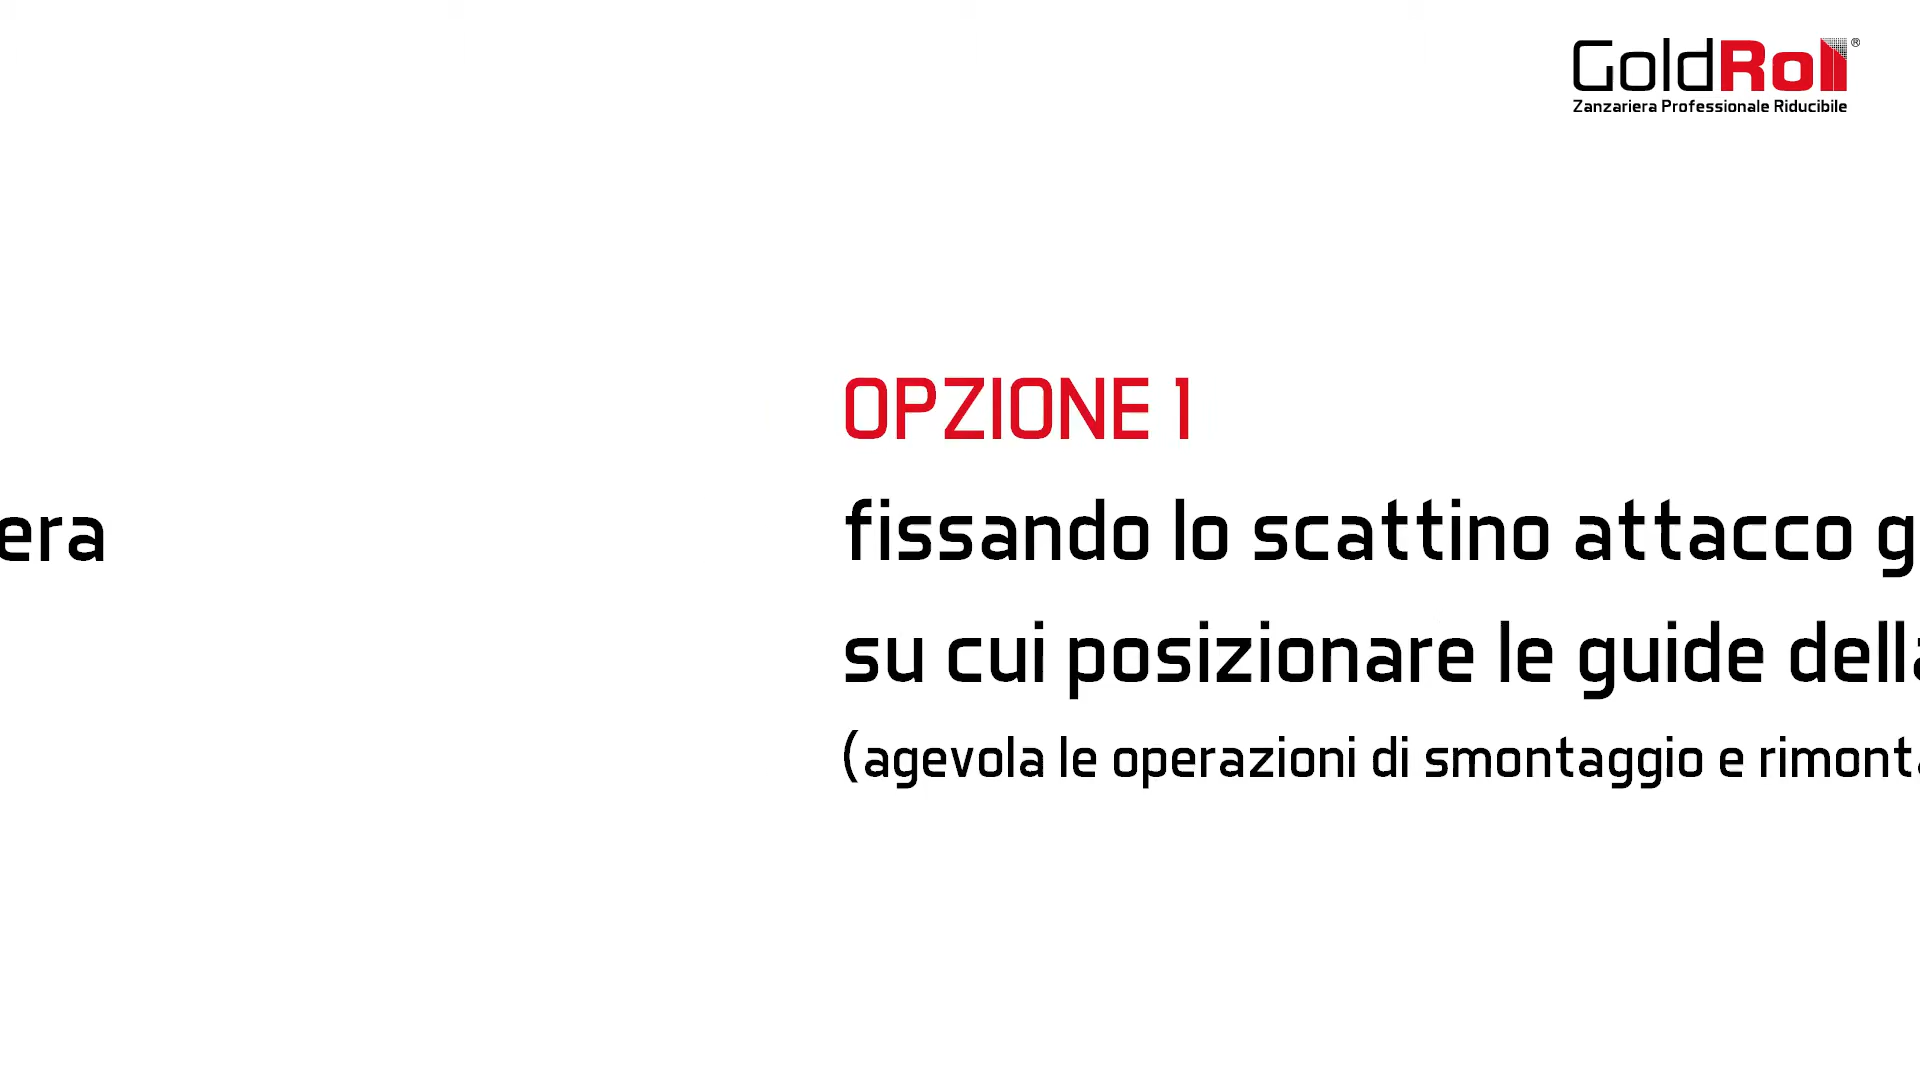 GoldRoll®
Zanzariera Professionale Riducibile
era
OPZIONE 1
fissando lo scattino attacco g
su cui posizionare le guide della
(agevola le operazioni di smontaggio e rimonta